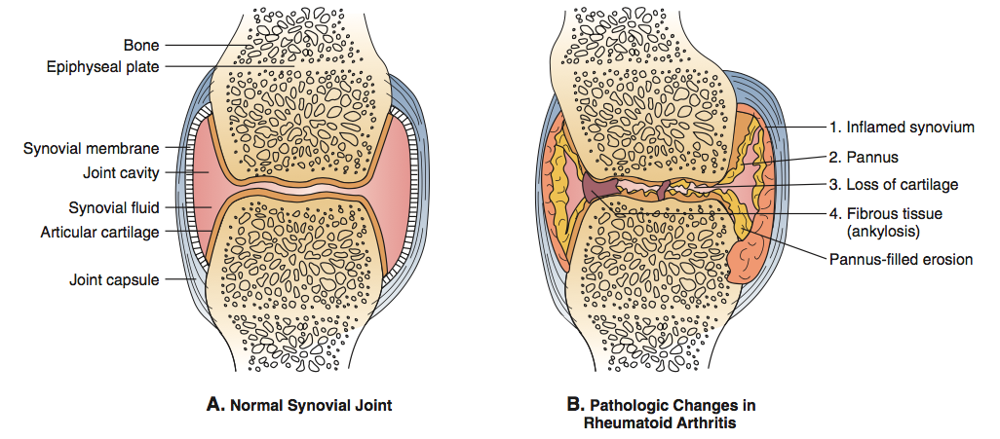 Bone
Epiphyseal plate
Synovial membrane
Joint cavity
Synovial fluid
Articular cartilage
Joint capsule
A. Normal Synovial Joint
1. Inflamed synovium
2. Pannus
3. Loss of cartilage
4. Fibrous tissue
(ankylosis)
Pannus-filled erosion
B. Pathologic Changes in
Rheumatoid Arthritis